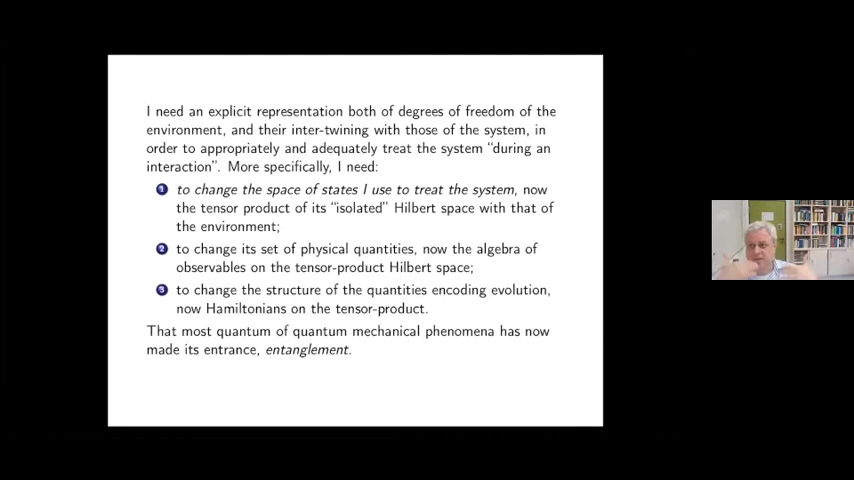 I need an explicit representation both of degrees of freedom of the
environment, and their inter-twining with those of the system, in
order to appropriately and adequately treat the system “during an
interaction”. More specifically, I need:
1 to change the space of states I use to treat the system, now
the tensor product of its “isolated” Hilbert space with that of
the environment;
2 to change its set of physical quantities, now the algebra of
observables on the tensor-product Hilbert space;
3 to change the structure of the quantities encoding evolution,
now Hamiltonians on the tensor-product.
That most quantum of quantum mechanical phenomena has now
made its entrance, entanglement.